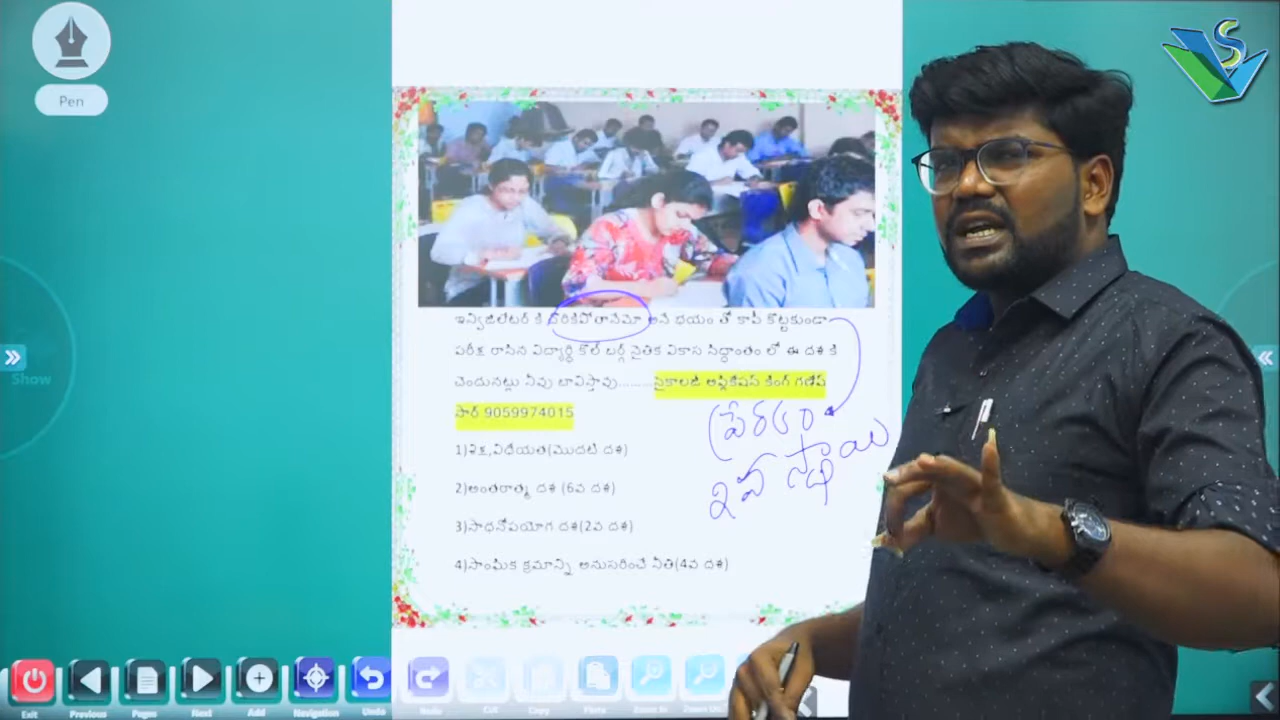 Pen
S
ఇన్విజిలేటర్ కి దొరికిపోతానేమో అనే భయం తో కాపీ కొట్టకుండా
పరీక్ష రాసిన విద్యార్థి కోల్ బర్గ్ నైతిక వికాస సిద్ధాంతం లో ఈ దశ కి
చెందునట్లు నీవు బావిస్తావు.........సైకాలజీ అప్లికేషన్ కింగ్ గణేష్
సార్ 9059974015
ప్రేరకం
1)శిక్ష,విధేయత(మొదటి దశ)
2వ స్థాయి
2)అంతరాత్మ దశ (6వ దశ)
3)సాధనోపయోగ దశ(2వ దశ)
4)సాంఘిక క్రమాన్ని అనుసరించే నీతి(4వ దశ)
Show
Exit Previous Pages Next Add Navigation Undo Redo Cut Copy Paste Zoom In Zoom Out